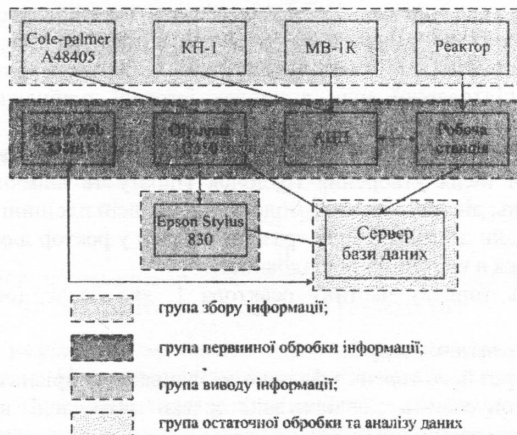 Cole-palmer
A48405
КН-1
МВ-1К
Реактор
Olympus
АЦП
Робоча
станція
Epson Stylus
830
Сервер
бази даних
група збору інформації;
група первинної обробки інформації;
група виводу інформації;
група остаточної обробки та аналізу даних